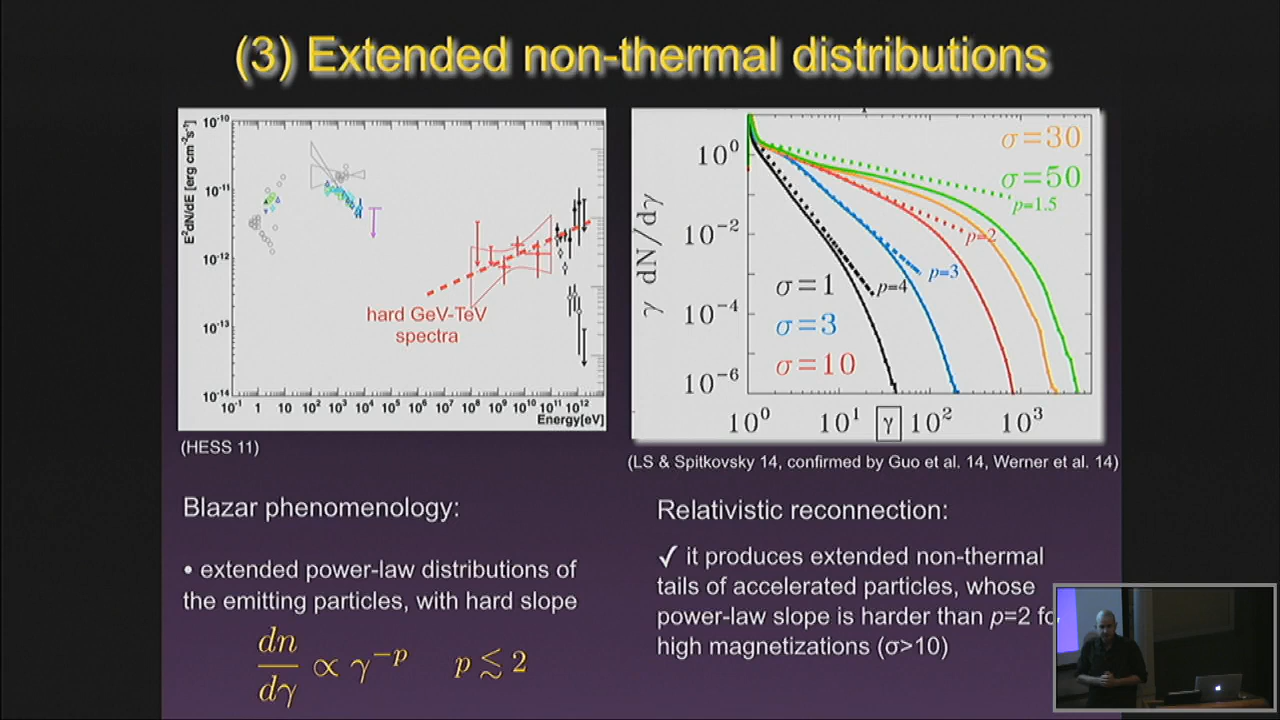 (3) Extended non-thermal distributions
E²dN/dE [erg cm⁻²s⁻¹]
10⁻¹⁰
10⁻¹¹
10⁻¹²
10⁻¹³
10⁻¹⁴
hard GeV-TeV
spectra
10⁻¹ 1 10 10² 10³ 10⁴ 10⁵ 10⁶ 10⁷ 10⁸ 10⁹ 10¹⁰ 10¹¹ 10¹²
Energy[eV]
(HESS 11)
γ dN/dγ
10⁰
10⁻²
10⁻⁴
10⁻⁶
σ=30
σ=50
p=1.5
p=2
p=3
p=4
σ=1
σ=3
σ=10
10⁰ 10¹ γ 10² 10³
(LS & Spitkovsky 14, confirmed by Guo et al. 14, Werner et al. 14)
Blazar phenomenology:
• extended power-law distributions of
the emitting particles, with hard slope
dn/dγ ∝ γ⁻ᵖ p ≲ 2
Relativistic reconnection:
✓ it produces extended non-thermal
tails of accelerated particles, whose
power-law slope is harder than p=2 fo
high magnetizations (σ>10)